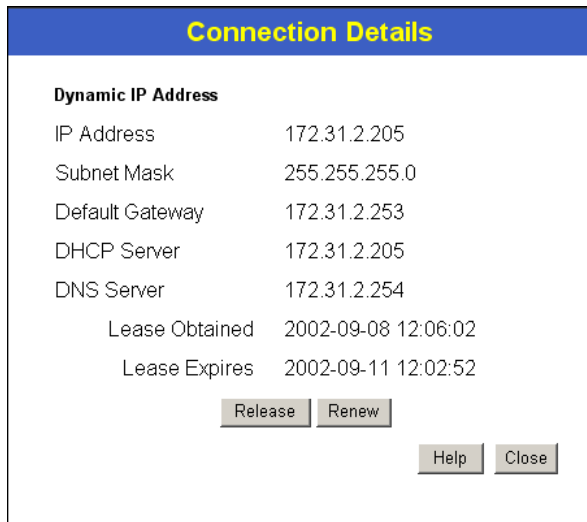 Connection Details
Dynamic IP Address
IP Address 172.31.2.205
Subnet Mask 255.255.255.0
Default Gateway 172.31.2.253
DHCP Server 172.31.2.205
DNS Server 172.31.2.254
Lease Obtained 2002-09-08 12:06:02
Lease Expires 2002-09-11 12:02:52
Release Renew
Help Close